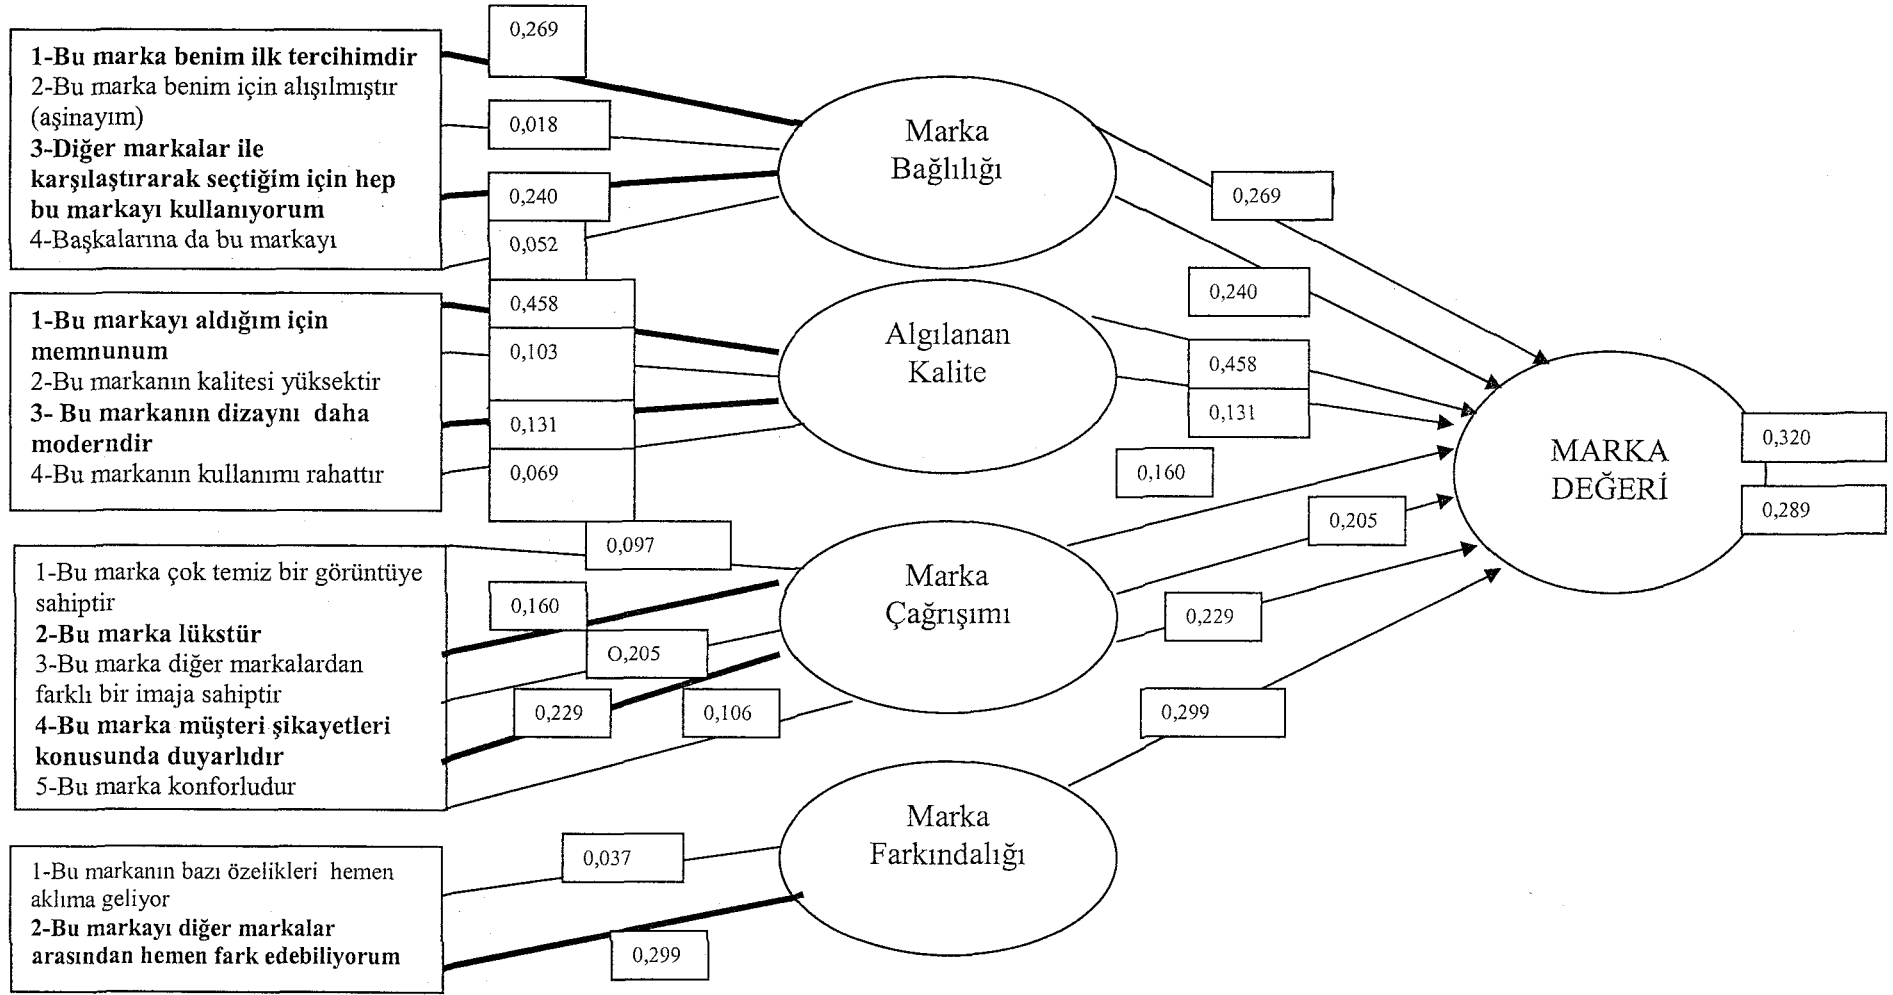 1-Bu marka benim ilk tercihimdir
2-Bu marka benim için alışılmıştır
(aşinayım)
3-Diğer markalar ile
karşılaştırarak seçtiğim için hep
bu markayı kullanıyorum
4-Başkalarına da bu markayı
0,269
0,018
0,240
0,052
Marka
Bağlılığı
0,269
0,240
1-Bu markayı aldığım için
memnunum
2-Bu markanın kalitesi yüksektir
3- Bu markanın dizaynı daha
moderndir
4-Bu markanın kullanımı rahattır
0,458
0,103
0,131
0,069
Algılanan
Kalite
0,458
0,131
1-Bu marka çok temiz bir görüntüye
sahiptir
2-Bu marka lükstür
3-Bu marka diğer markalardan
farklı bir imaja sahiptir
4-Bu marka müşteri şikayetleri
konusunda duyarlıdır
5-Bu marka konforludur
0,097
0,160
O,205
0,229
0,106
Marka
Çağrışımı
0,160
0,205
0,229
1-Bu markanın bazı özelikleri hemen
aklıma geliyor
2-Bu markayı diğer markalar
arasından hemen fark edebiliyorum
0,037
0,299
Marka
Farkındalığı
0,299
MARKA
DEĞERİ
0,320
0,289